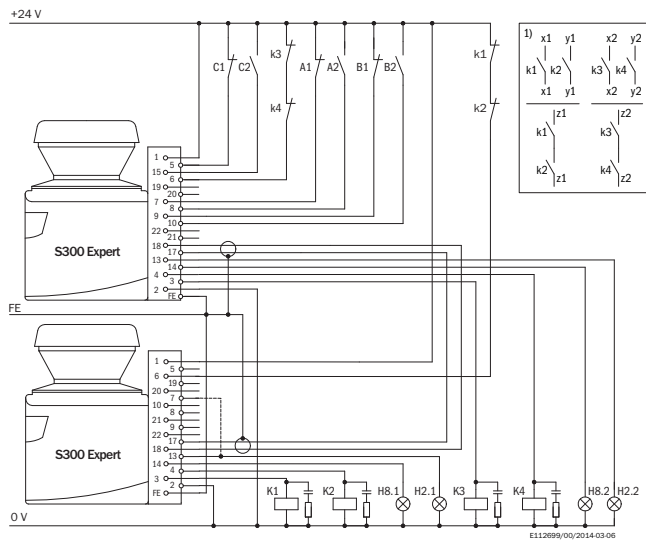 +24 V
1)
x1 y1 x2 y2
k1 k2 k3 k4
x1 y1 x2 y2
z1 z2
k1 k3
k2 z1 k4 z2
C1 C2 k3 A1 A2 B1 B2 k1
k4 k2
1
5
15
6
19
20
7
8
9
10
22
21
18
17
13
14
4
3
2
FE
S300 Expert
FE
1
5
6
19
20
7
10
8
21
9
22
17
18
13
14
4
3
2
FE
S300 Expert
K1 K2 H8.1 H2.1 K3 K4 H8.2 H2.2
0 V
E112699/00/2014-03-06